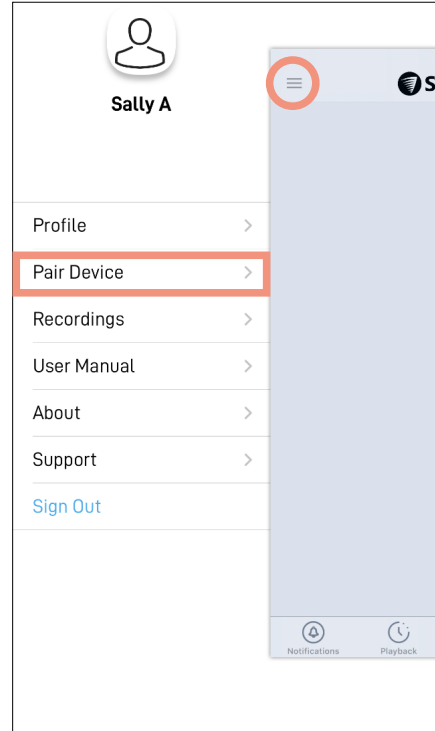 Sally A
Profile
Pair Device
Recordings
User Manual
About
Support
Sign Out
S
Notifications
Playback